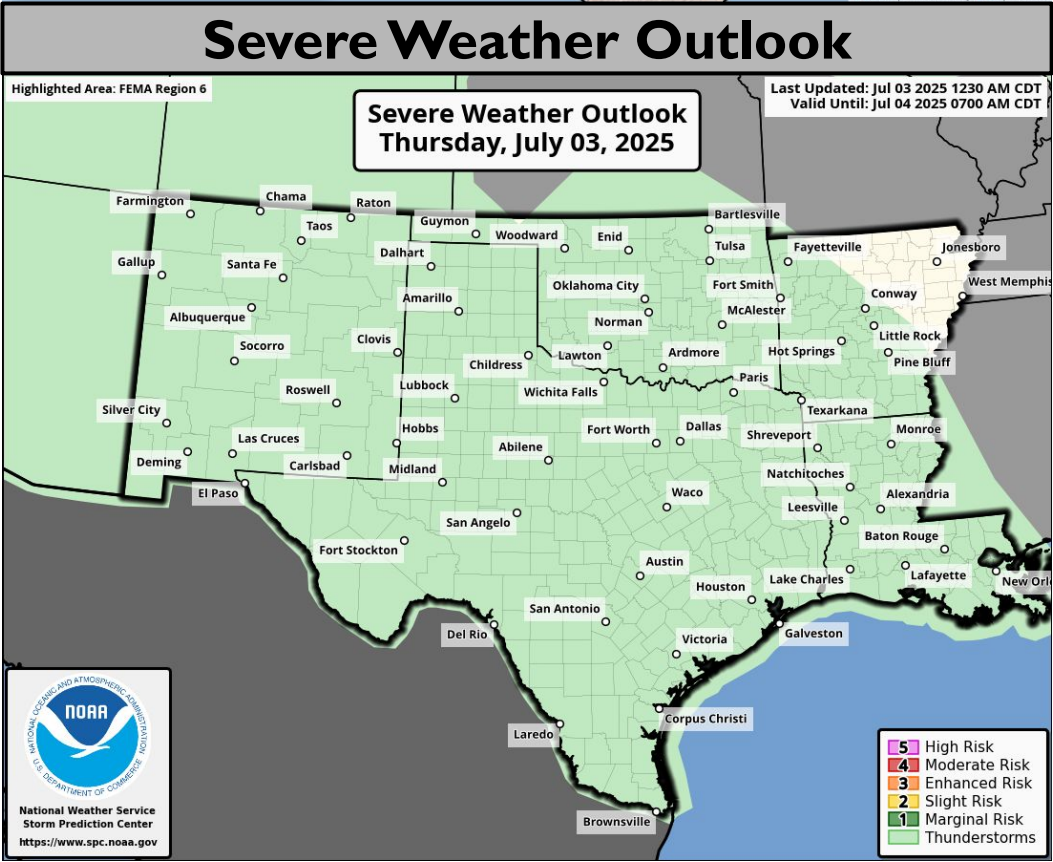 Severe Weather Outlook
Highlighted Area: FEMA Region 6
Last Updated: Jul 03 2025 1230 AM CDT
Valid Until: Jul 04 2025 0700 AM CDT
Severe Weather Outlook
Thursday, July 03, 2025
Farmington
Chama
Raton
Taos
Guymon
Woodward
Enid
Bartlesville
Tulsa
Fayetteville
Jonesboro
Gallup
Santa Fe
Dalhart
Oklahoma City
Fort Smith
Conway
West Memphis
Albuquerque
Amarillo
Norman
McAlester
Little Rock
Socorro
Clovis
Childress
Lawton
Ardmore
Hot Springs
Pine Bluff
Roswell
Lubbock
Wichita Falls
Paris
Texarkana
Silver City
Las Cruces
Hobbs
Abilene
Fort Worth
Dallas
Shreveport
Monroe
Deming
Carlsbad
Midland
Natchitoches
El Paso
Waco
Leesville
Alexandria
San Angelo
Baton Rouge
Fort Stockton
Austin
Houston
Lake Charles
Lafayette
New Orl
San Antonio
Del Rio
Victoria
Galveston
Laredo
Corpus Christi
Brownsville
NATIONAL OCEANIC AND ATMOSPHERIC ADMINISTRATION
NOAA
U.S. DEPARTMENT OF COMMERCE
National Weather Service
Storm Prediction Center
https://www.spc.noaa.gov
5 High Risk
4 Moderate Risk
3 Enhanced Risk
2 Slight Risk
1 Marginal Risk
Thunderstorms